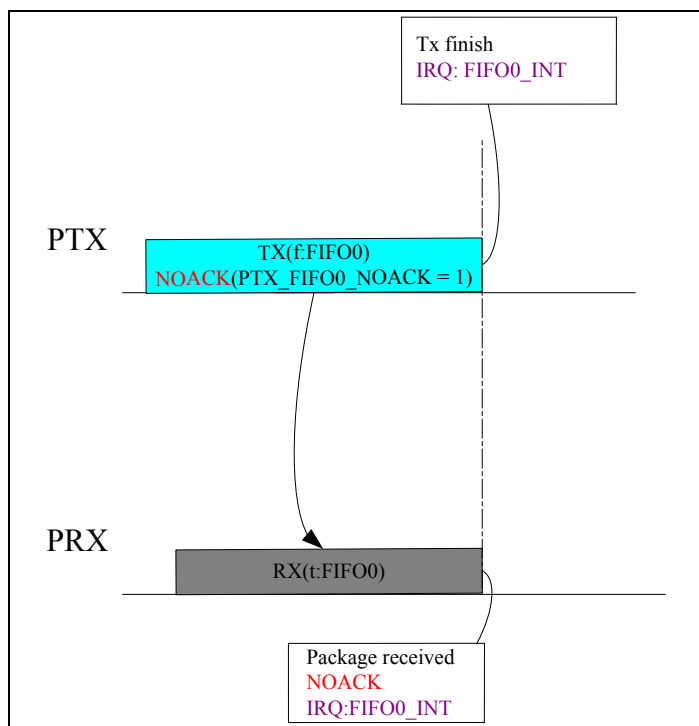 Tx finish
IRQ: FIFO0_INT
PTX
TX(f:FIFO0)
NOACK(PTX_FIFO0_NOACK = 1)
PRX
RX(t:FIFO0)
Package received
NOACK
IRQ:FIFO0_INT